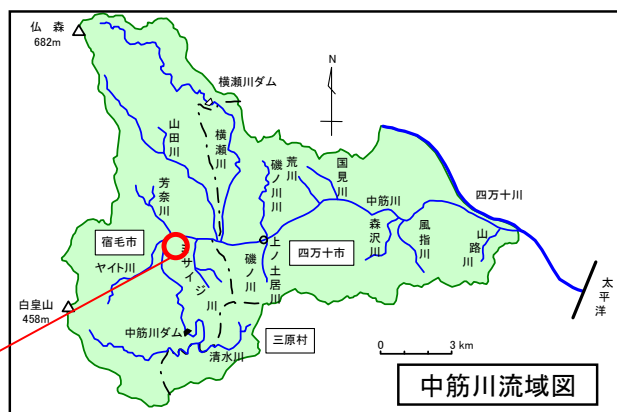 仏 森
682m
横瀬川ダム
N
山田川
横瀬川
磯ノ川川
荒川
国見川
中筋川
四万十川
芳奈川
宿毛市
ヤイト川
サイジ川
磯ノ川
上ノ土居川
四万十市
森沢川
風指川
山路川
太平洋
白皇山
458m
中筋川ダム
清水川
三原村
0 3 km
中筋川流域図